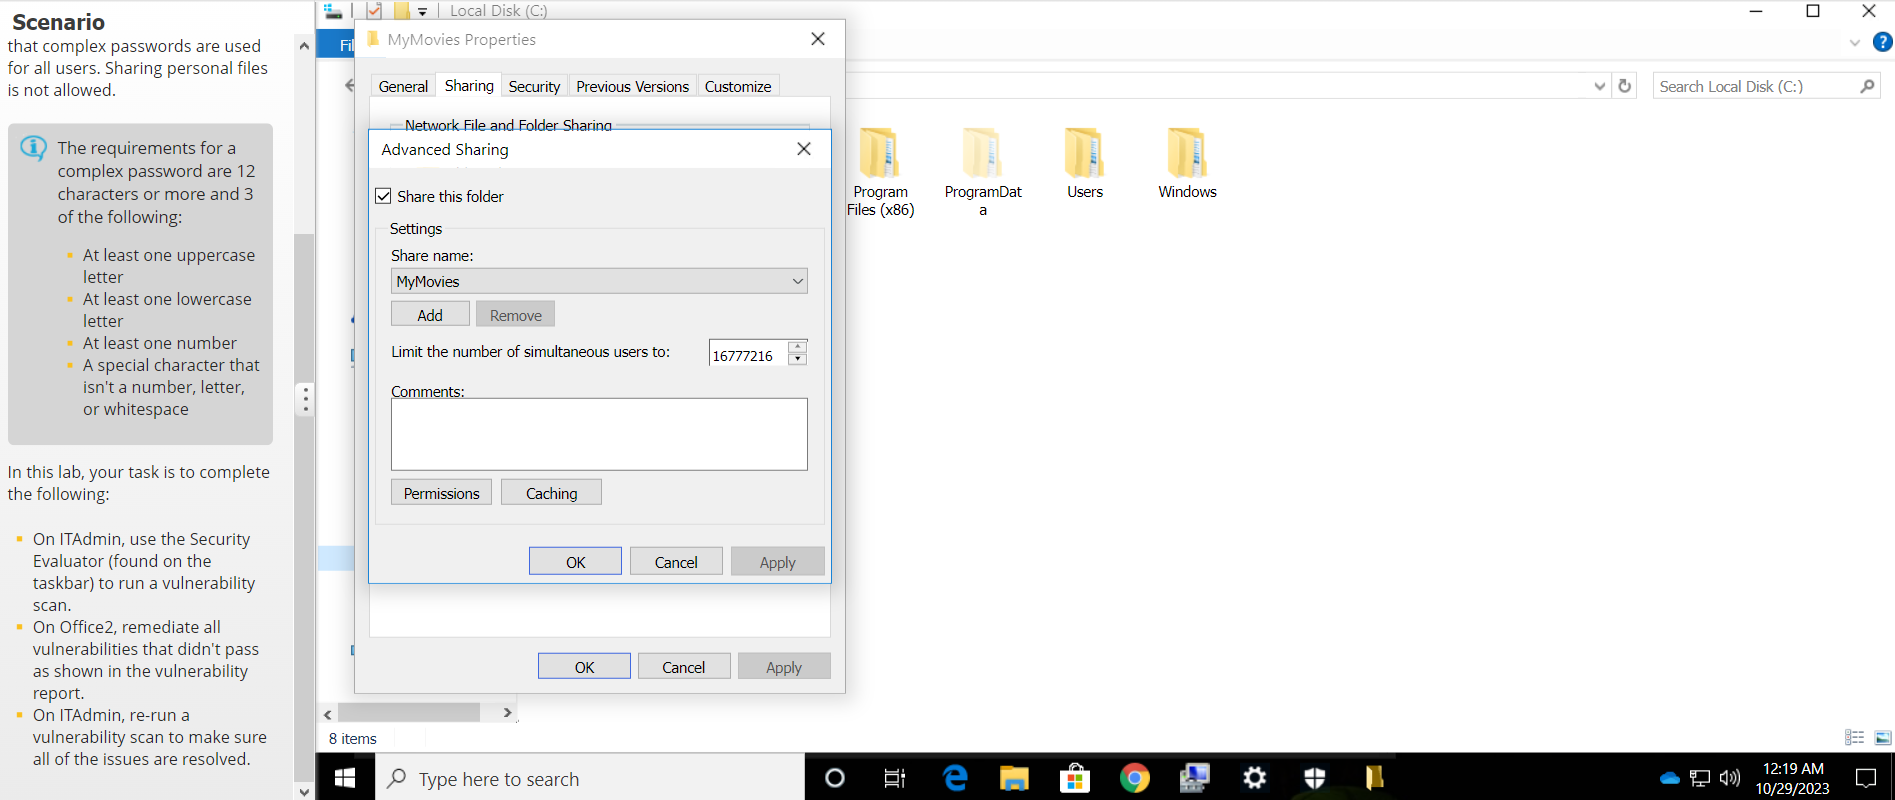 Scenario
that complex passwords are used
for all users. Sharing personal files
is not allowed.
The requirements for a
complex password are 12
characters or more and 3
of the following:
At least one uppercase
letter
At least one lowercase
letter
At least one number
A special character that
isn't a number, letter,
or whitespace
In this lab, your task is to complete
the following:
On ITAdmin, use the Security
Evaluator (found on the
taskbar) to run a vulnerability
scan.
On Office2, remediate all
vulnerabilities that didn't pass
as shown in the vulnerability
report.
On ITAdmin, re-run a
vulnerability scan to make sure
all of the issues are resolved.
Local Disk (C:)
MyMovies Properties
General Sharing Security Previous Versions Customize
Network File and Folder Sharing
Advanced Sharing
Share this folder
Settings
Share name:
MyMovies
Add Remove
Limit the number of simultaneous users to: 16777216
Comments:
Permissions Caching
OK Cancel Apply
OK Cancel Apply
Search Local Disk (C:)
Program
Files (x86)
ProgramDat
a
Users
Windows
8 items
Type here to search
12:19 AM
10/29/2023